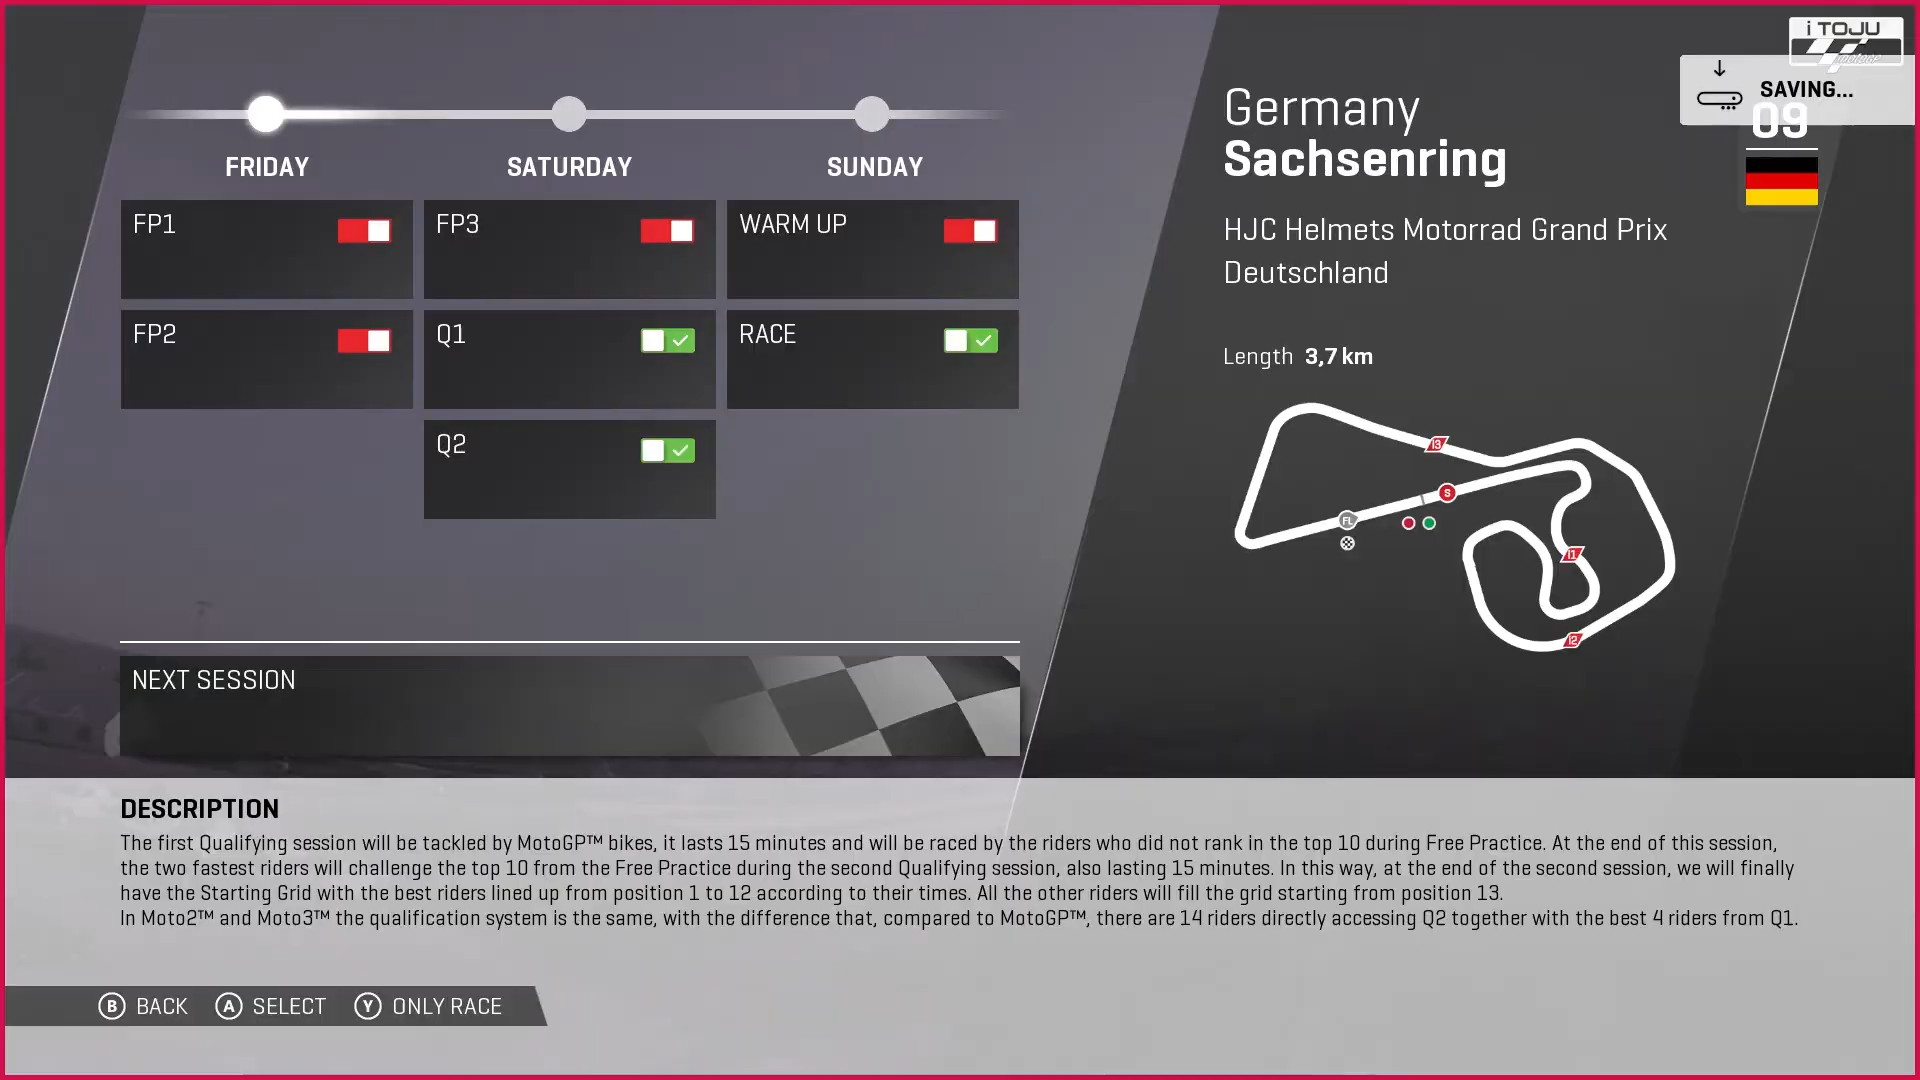 i TOJU
SAVING...
09
FRIDAY
SATURDAY
SUNDAY
FP1
FP3
WARM UP
FP2
Q1
RACE
Q2
NEXT SESSION
Germany
Sachsenring
HJC Helmets Motorrad Grand Prix
Deutschland
Length 3,7 km
I3
S
FL
I1
I2
DESCRIPTION
The first Qualifying session will be tackled by MotoGP™ bikes, it lasts 15 minutes and will be raced by the riders who did not rank in the top 10 during Free Practice. At the end of this session,
the two fastest riders will challenge the top 10 from the Free Practice during the second Qualifying session, also lasting 15 minutes. In this way, at the end of the second session, we will finally
have the Starting Grid with the best riders lined up from position 1 to 12 according to their times. All the other riders will fill the grid starting from position 13.
In Moto2™ and Moto3™ the qualification system is the same, with the difference that, compared to MotoGP™, there are 14 riders directly accessing Q2 together with the best 4 riders from Q1.
B BACK A SELECT Y ONLY RACE